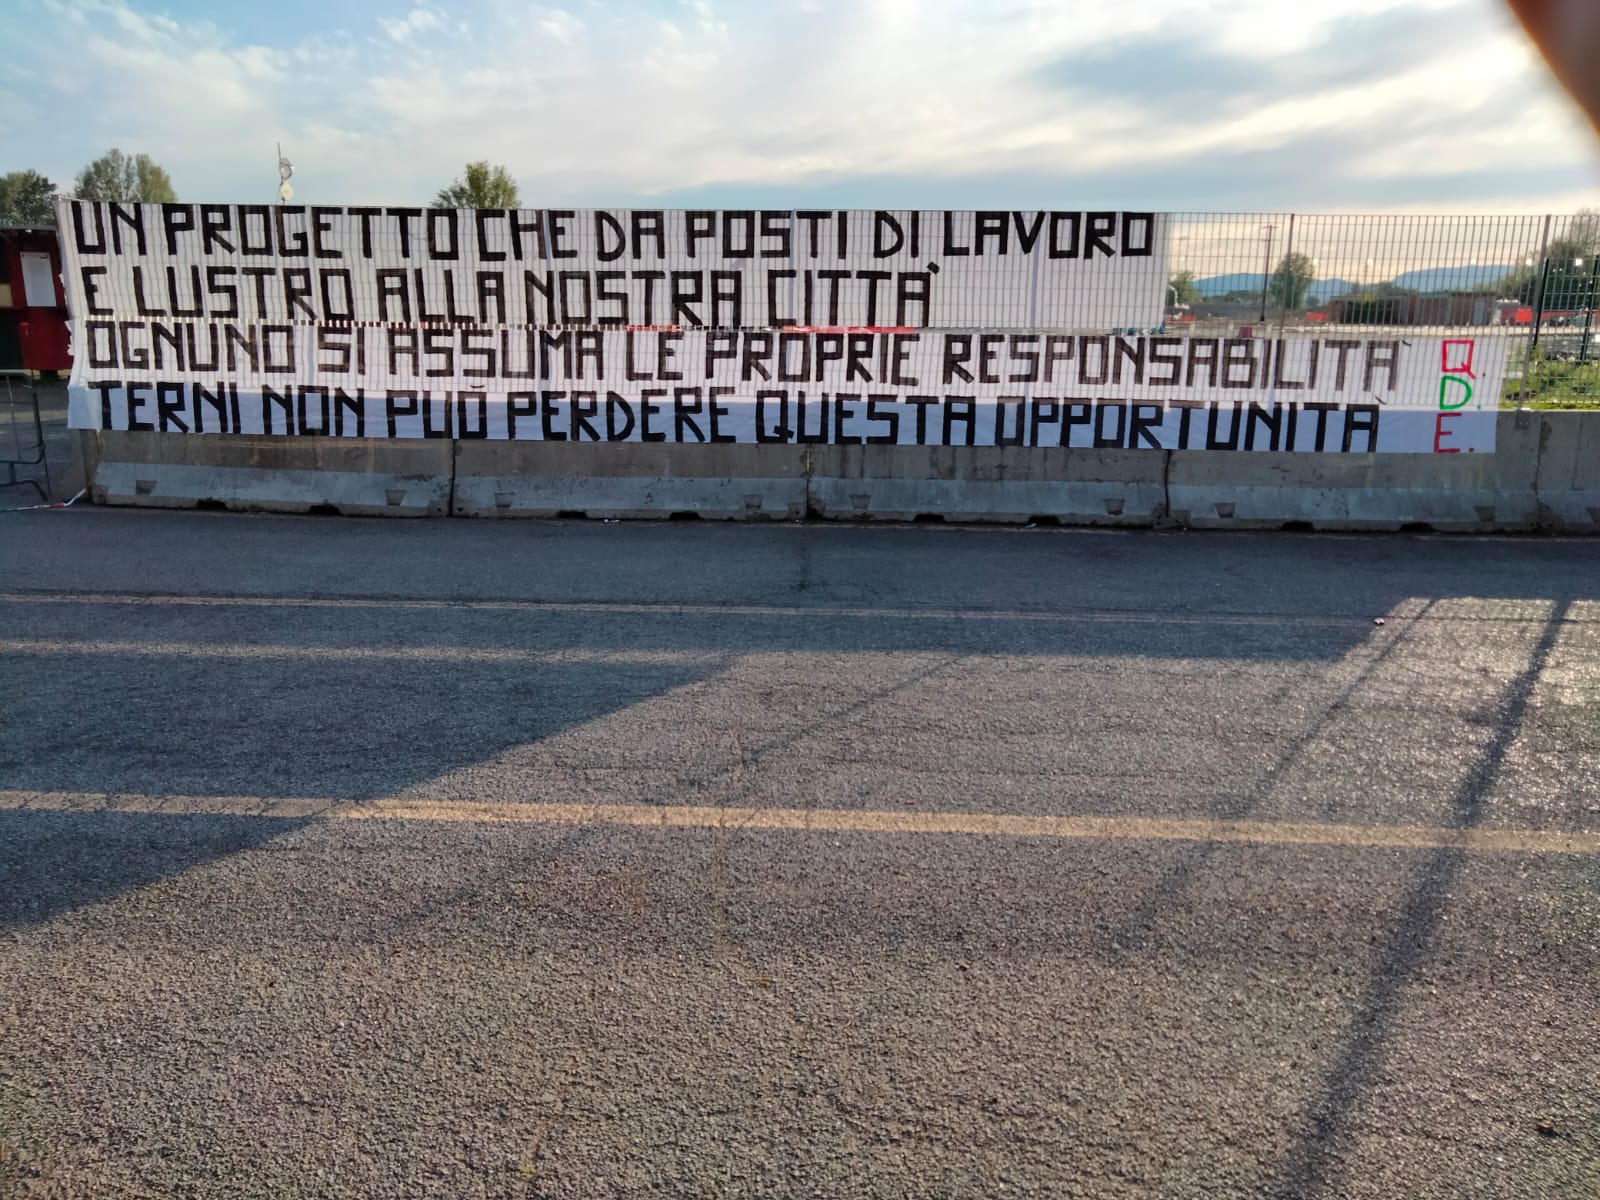 UN PROGETTO CHE DA POSTI DI LAVORO
E LUSTRO ALLA NOSTRA CITTÀ
OGNUNO SI ASSUMA LE PROPRIE RESPONSABILITÀ
TERNI NON PUÒ PERDERE QUESTA OPPORTUNITÀ
Q.
D.
E.